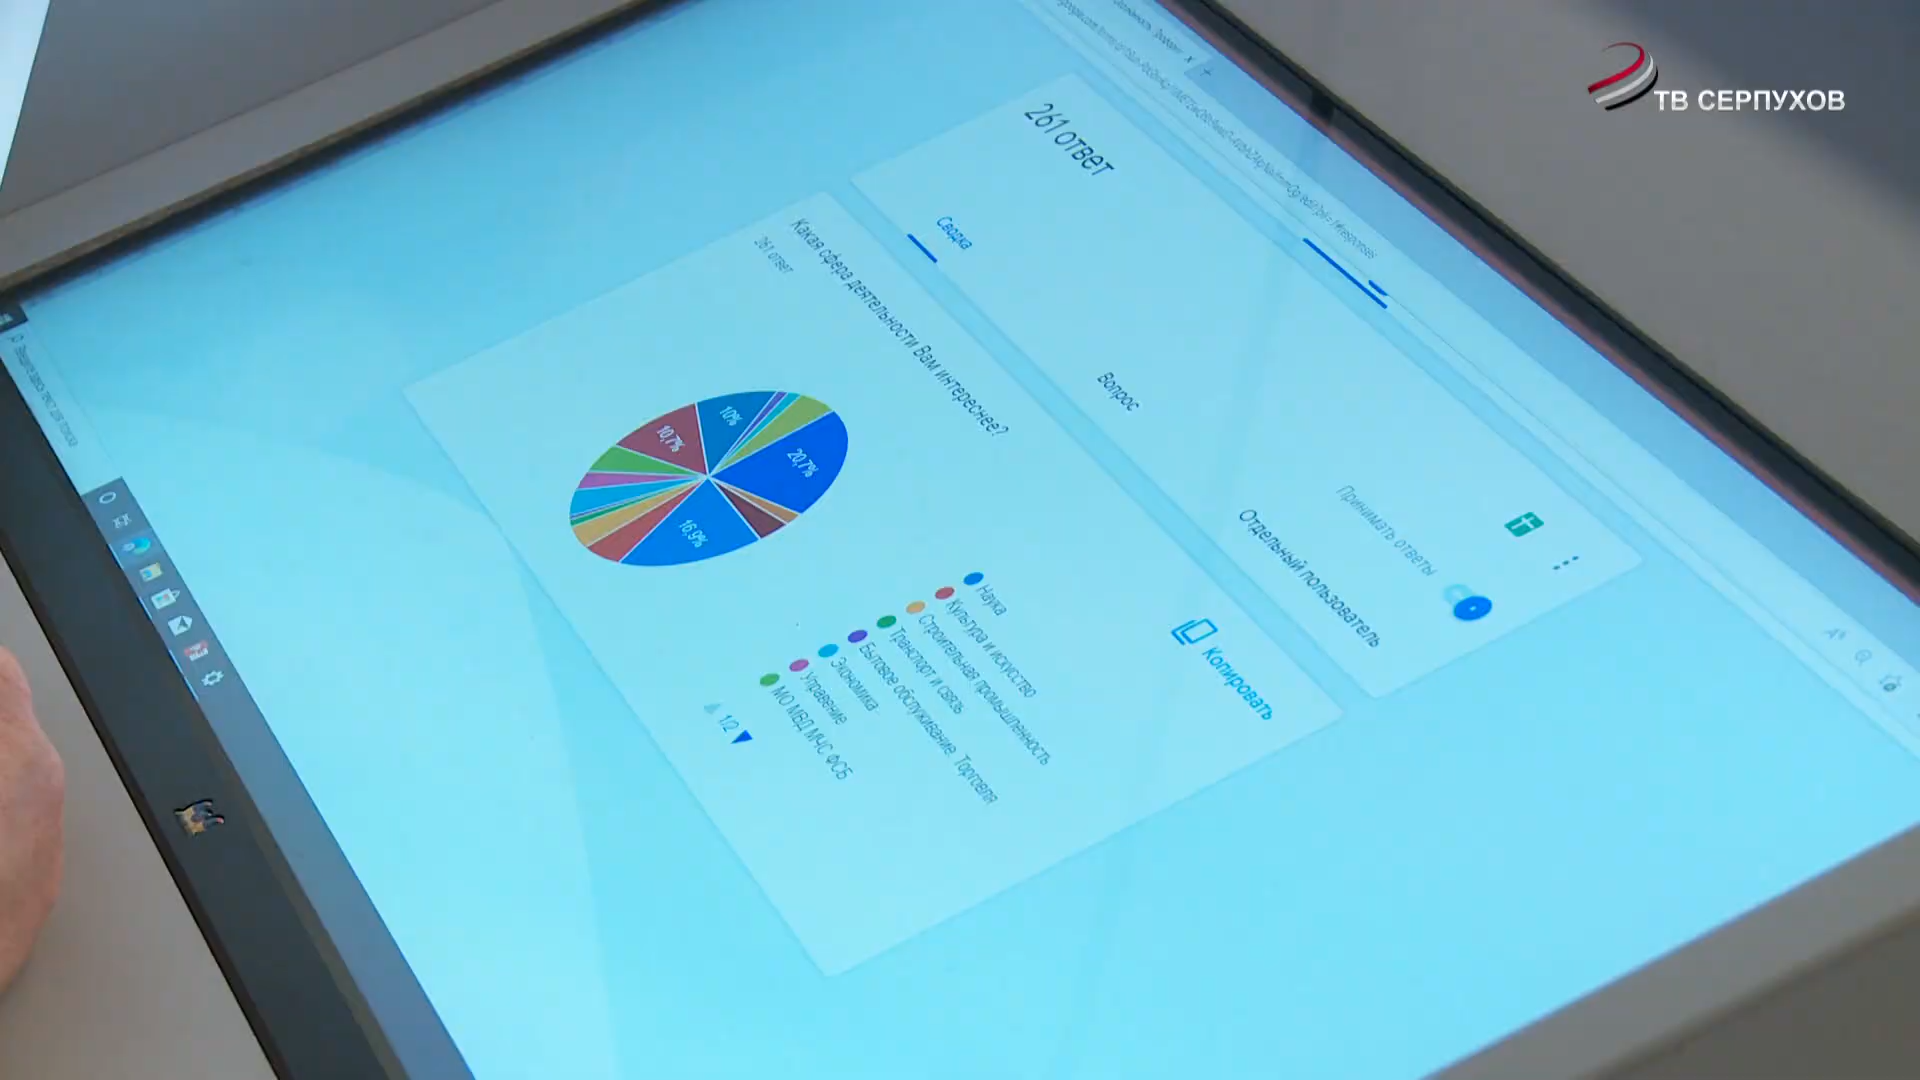 ТВ СЕРПУХОВ
261 ответ
Сводка
Вопрос
Отдельный пользователь
Принимать ответы
Какая сфера деятельности Вам интереснее?
261 ответ
Копировать
20,7%
16,9%
10,7%
10%
Наука
Культура и искусство
Строительная промышленность
Транспорт и связь
Бытовое обслуживание. Торговля
Экономика
Управление
МО МВД МЧС ФСБ
1/2